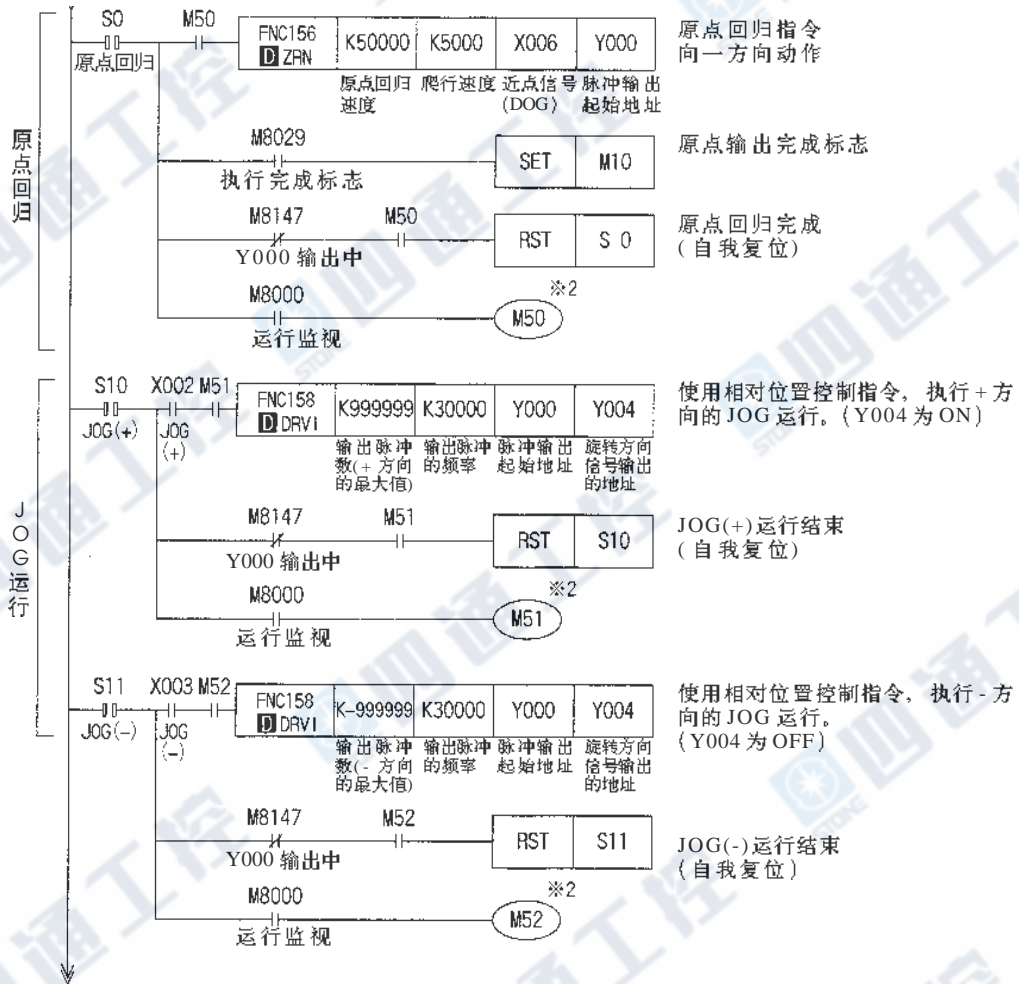 原点回归
S0
原点回归
M50
FNC156
D ZRN
K50000
K5000
X006
Y000
原点回归
速度
爬行速度
近点信号
(DOG)
脉冲输出
起始地址
原点回归指令
向一方向动作
M8029
执行完成标志
SET
M10
原点输出完成标志
M8147
Y000 输出中
M50
RST
S 0
原点回归完成
(自我复位)
M8000
运行监视
※2
M50
JOG运行
S10
JOG(+)
X002
JOG
(+)
M51
FNC158
D DRVI
K999999
K30000
Y000
Y004
输出脉冲
数(+ 方向
的最大值)
输出脉冲
的频率
脉冲输出
起始地址
旋转方向
信号输出
的地址
使用相对位置控制指令, 执行+方
向的JOG 运行。(Y004 为ON)
M8147
Y000 输出中
M51
RST
S10
JOG(+)运行结束
(自我复位)
M8000
运行监视
※2
M51
S11
JOG(-)
X003
JOG
(-)
M52
FNC158
D DRVI
K-999999
K30000
Y000
Y004
输出脉冲
数(- 方向
的最大值)
输出脉冲
的频率
脉冲输出
起始地址
旋转方向
信号输出
的地址
使用相对位置控制指令, 执行-方
向的JOG 运行。
(Y004 为OFF)
M8147
Y000 输出中
M52
RST
S11
JOG(-)运行结束
(自我复位)
M8000
运行监视
※2
M52
四通工控
STONE